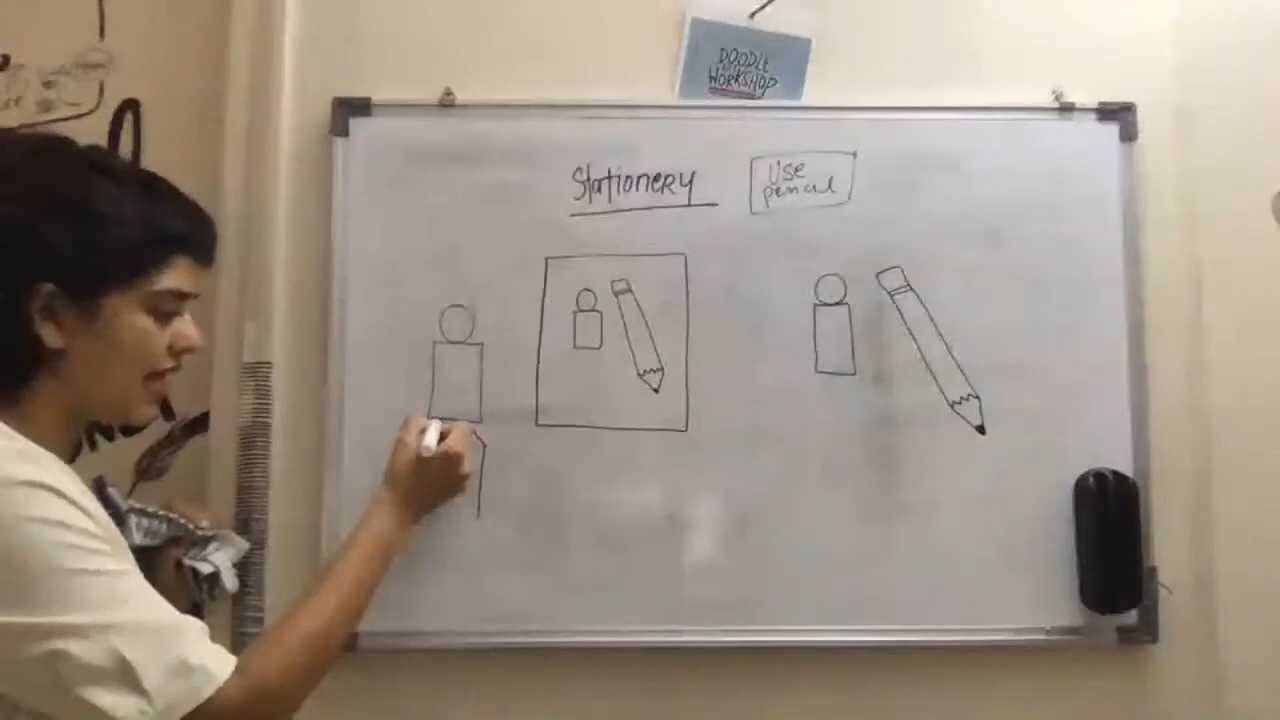 DOODLE
WORKSHOP
Stationery
Use
pencil